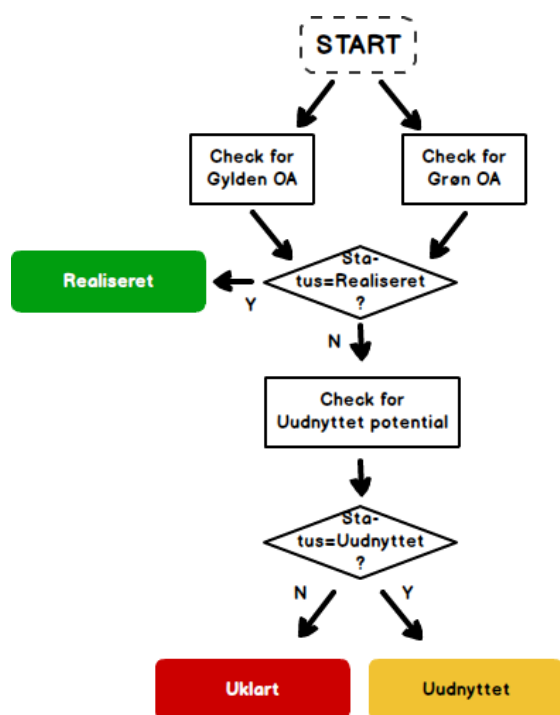 START
Check for
Gylden OA
Check for
Grøn OA
Sta-
tus=Realiseret
?
Realiseret
Y
N
Check for
Uudnyttet potential
Sta-
tus=Uudnyttet
?
N
Y
Uklart
Uudnyttet